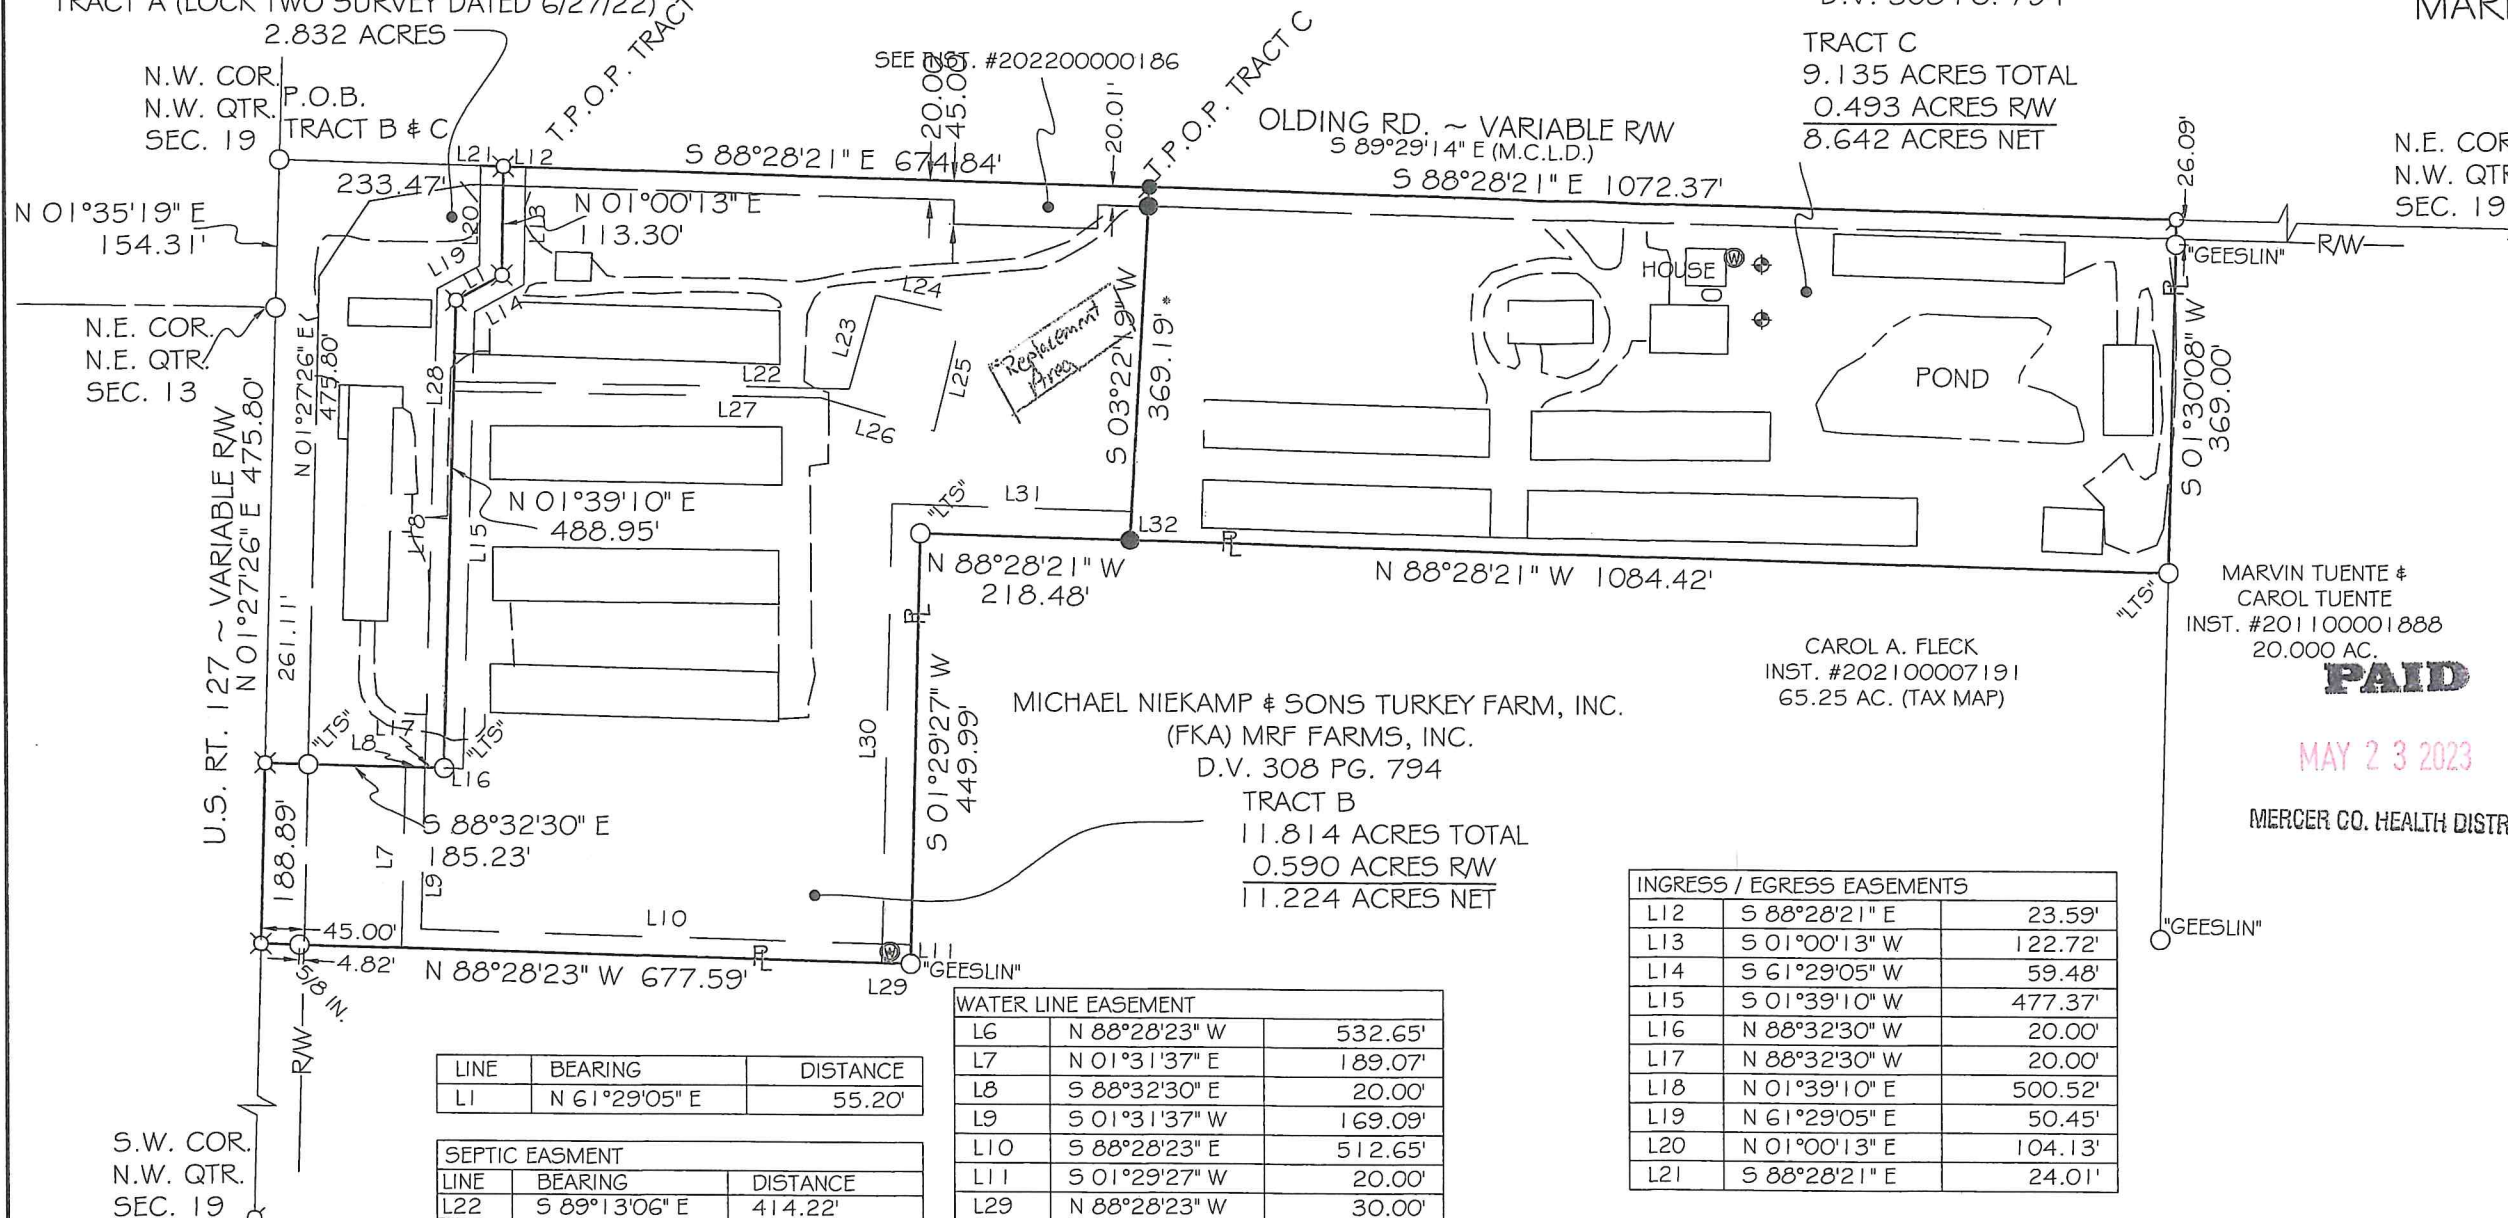 TRACT A (LOCK TWO SURVEY DATED 6/27/22)
2.832 ACRES
N.W. COR.
N.W. QTR.
SEC. 19
P.O.B.
TRACT B & C
T.P.O.P. TRACT
SEE INST. #202200000186
20.00'
45.00'
20.01'
T.P.O.P. TRACT C
OLDING RD. ~ VARIABLE R/W
S 89°29'14" E (M.C.L.D.)
S 88°28'21" E 1072.37'
TRACT C
9.135 ACRES TOTAL
0.493 ACRES R/W
8.642 ACRES NET
26.09'
N.E. COR
N.W. QTR
SEC. 19
L21
L12
S 88°28'21" E 674.84'
233.47'
N 01°35'19" E
154.31'
L20
L13
N 01°00'13" E
113.30'
L19
L1
L14
L24
L23
L25
Replacement
Area
S 03°22'19" W
369.19'*
HOUSE
W
POND
"GEESLIN"
R/W
PL
S 01°30'08" W
369.00'
N.E. COR.
N.E. QTR.
SEC. 13
N 01°27'26" E
475.80'
U.S. RT. 127 ~ VARIABLE R/W
N 01°27'26" E 475.80'
L28
L22
L27
L26
N 01°39'10" E
488.95'
L18
L15
"LTS"
L31
L32
PL
N 88°28'21" W
218.48'
N 88°28'21" W 1084.42'
"LTS"
MARVIN TUENTE &
CAROL TUENTE
INST. #201100001888
20.000 AC.
PAID
MAY 23 2023
MERCER CO. HEALTH DISTR
CAROL A. FLECK
INST. #202100007191
65.25 AC. (TAX MAP)
261.11'
"LTS"
L8
L17
"LTS"
L16
PL
L30
S 01°29'27" W
449.99'
MICHAEL NIEKAMP & SONS TURKEY FARM, INC.
(FKA) MRF FARMS, INC.
D.V. 308 PG. 794
TRACT B
11.814 ACRES TOTAL
0.590 ACRES R/W
11.224 ACRES NET
188.89'
S 88°32'30" E
185.23'
L7
L9
L10
45.00'
4.82'
5/8 IN.
R/W
N 88°28'23" W 677.59'
PL
W
L11
"GEESLIN"
L29
"GEESLIN"
S.W. COR.
N.W. QTR.
SEC. 19
LINE BEARING DISTANCE
L1 N 61°29'05" E 55.20'
SEPTIC EASMENT
LINE BEARING DISTANCE
L22 S 89°13'06" E 414.22'
WATER LINE EASEMENT
L6 N 88°28'23" W 532.65'
L7 N 01°31'37" E 189.07'
L8 S 88°32'30" E 20.00'
L9 S 01°31'37" W 169.09'
L10 S 88°28'23" E 512.65'
L11 S 01°29'27" W 20.00'
L29 N 88°28'23" W 30.00'
INGRESS / EGRESS EASEMENTS
L12 S 88°28'21" E 23.59'
L13 S 01°00'13" W 122.72'
L14 S 61°29'05" W 59.48'
L15 S 01°39'10" W 477.37'
L16 N 88°32'30" W 20.00'
L17 N 88°32'30" W 20.00'
L18 N 01°39'10" E 500.52'
L19 N 61°29'05" E 50.45'
L20 N 01°00'13" E 104.13'
L21 S 88°28'21" E 24.01'